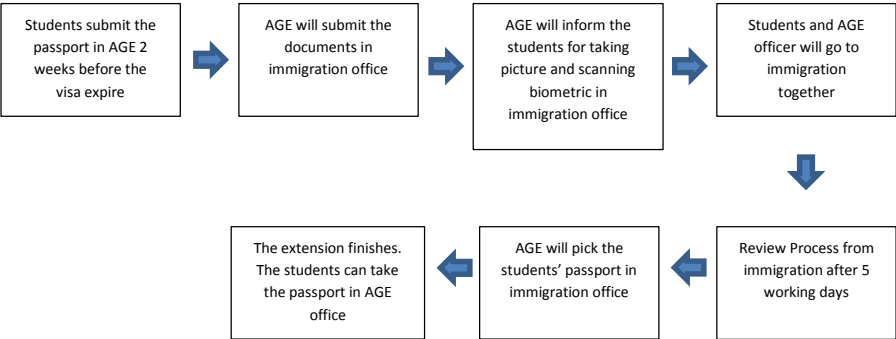 Students submit the
passport in AGE 2
weeks before the
visa expire
AGE will submit the
documents in
immigration office
AGE will inform the
students for taking
picture and scanning
biometric in
immigration office
Students and AGE
officer will go to
immigration
together
Review Process from
immigration after 5
working days
AGE will pick the
students’ passport in
immigration office
The extension finishes.
The students can take
the passport in AGE
office